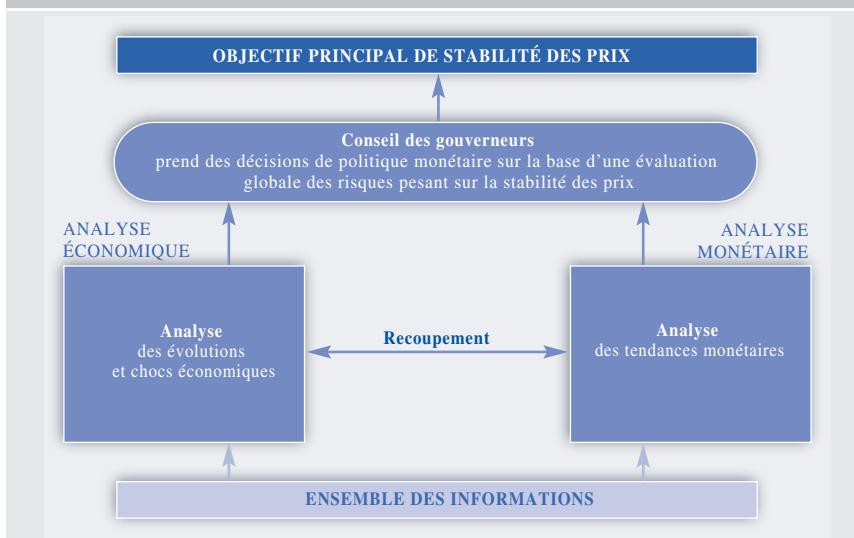 OBJECTIF PRINCIPAL DE STABILITÉ DES PRIX
Conseil des gouverneurs
prend des décisions de politique monétaire sur la base d’une évaluation
globale des risques pesant sur la stabilité des prix
ANALYSE
ÉCONOMIQUE
ANALYSE
MONÉTAIRE
Analyse
des évolutions
et chocs économiques
Recoupement
Analyse
des tendances monétaires
ENSEMBLE DES INFORMATIONS